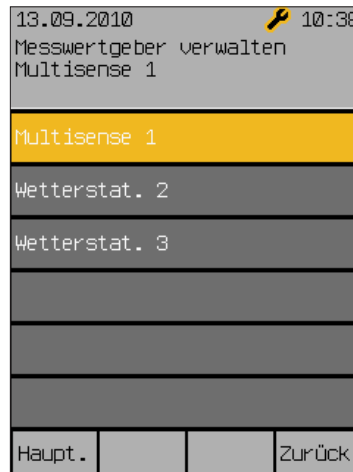 13.09.2010 10:38
Messwertgeber verwalten
Multisense 1
Multisense 1
Wetterstat. 2
Wetterstat. 3
Haupt. Zurück